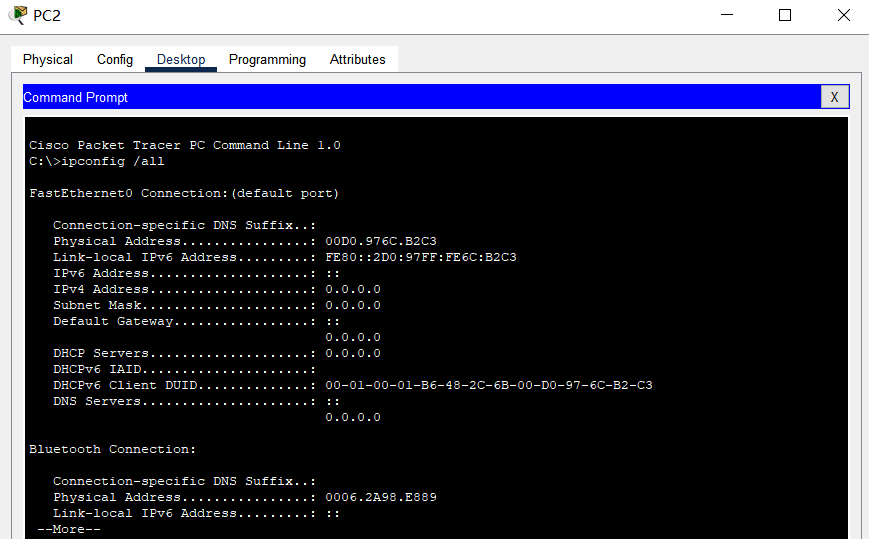 PC2
Physical Config Desktop Programming Attributes
Command Prompt X
Cisco Packet Tracer PC Command Line 1.0
C:\>ipconfig /all
FastEthernet0 Connection:(default port)
Connection-specific DNS Suffix..:
Physical Address................: 00D0.976C.B2C3
Link-local IPv6 Address.........: FE80::2D0:97FF:FE6C:B2C3
IPv6 Address....................: ::
IPv4 Address....................: 0.0.0.0
Subnet Mask.....................: 0.0.0.0
Default Gateway.................: ::
0.0.0.0
DHCP Servers....................: 0.0.0.0
DHCPv6 IAID.....................:
DHCPv6 Client DUID..............: 00-01-00-01-B6-48-2C-6B-00-D0-97-6C-B2-C3
DNS Servers.....................: ::
0.0.0.0
Bluetooth Connection:
Connection-specific DNS Suffix..:
Physical Address................: 0006.2A98.E889
Link-local IPv6 Address.........: ::
--More--